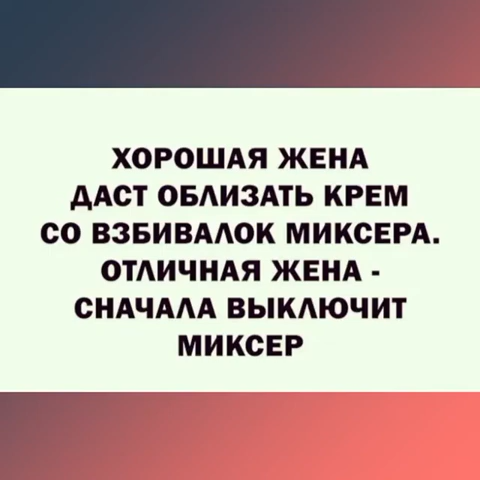 ХОРОШАЯ ЖЕНА
ДАСТ ОБЛИЗАТЬ КРЕМ
СО ВЗБИВАЛОК МИКСЕРА.
ОТЛИЧНАЯ ЖЕНА -
СНАЧАЛА ВЫКЛЮЧИТ
МИКСЕР